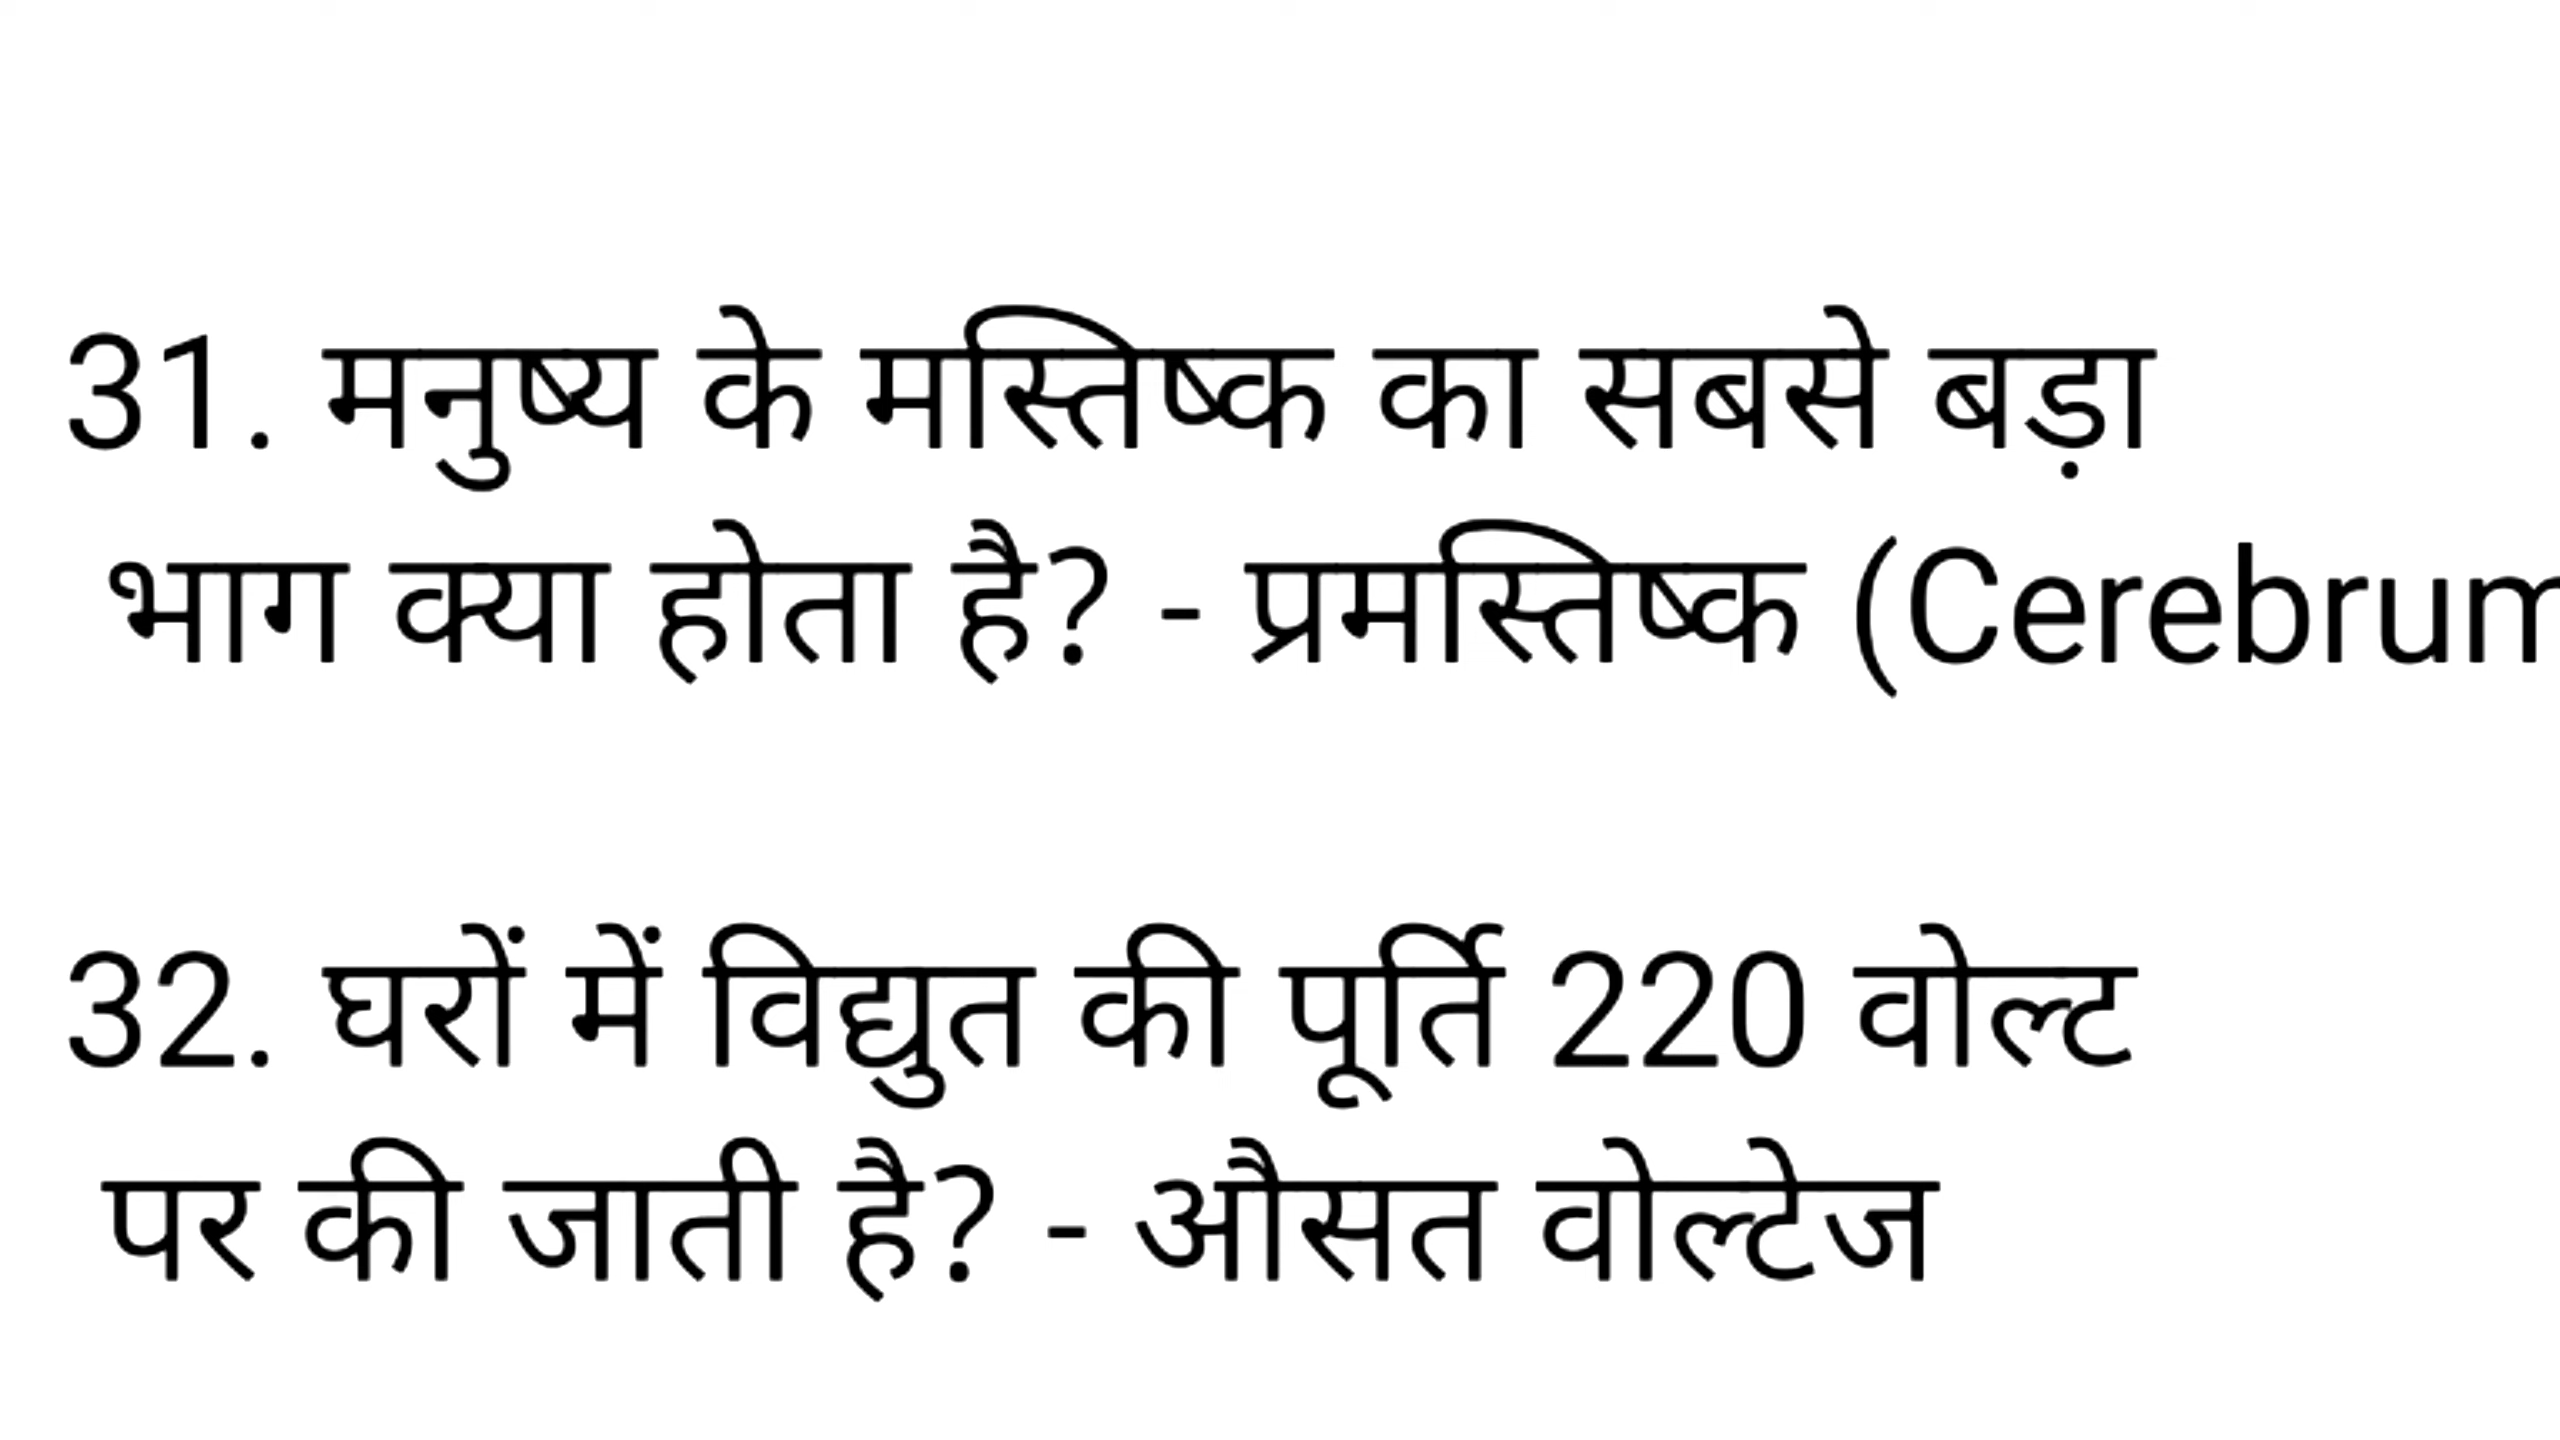 31. मनुष्य के मस्तिष्क का सबसे बड़ा
भाग क्या होता है? - प्रमस्तिष्क (Cerebrum
32. घरों में विद्युत की पूर्ति 220 वोल्ट
पर की जाती है? - औसत वोल्टेज